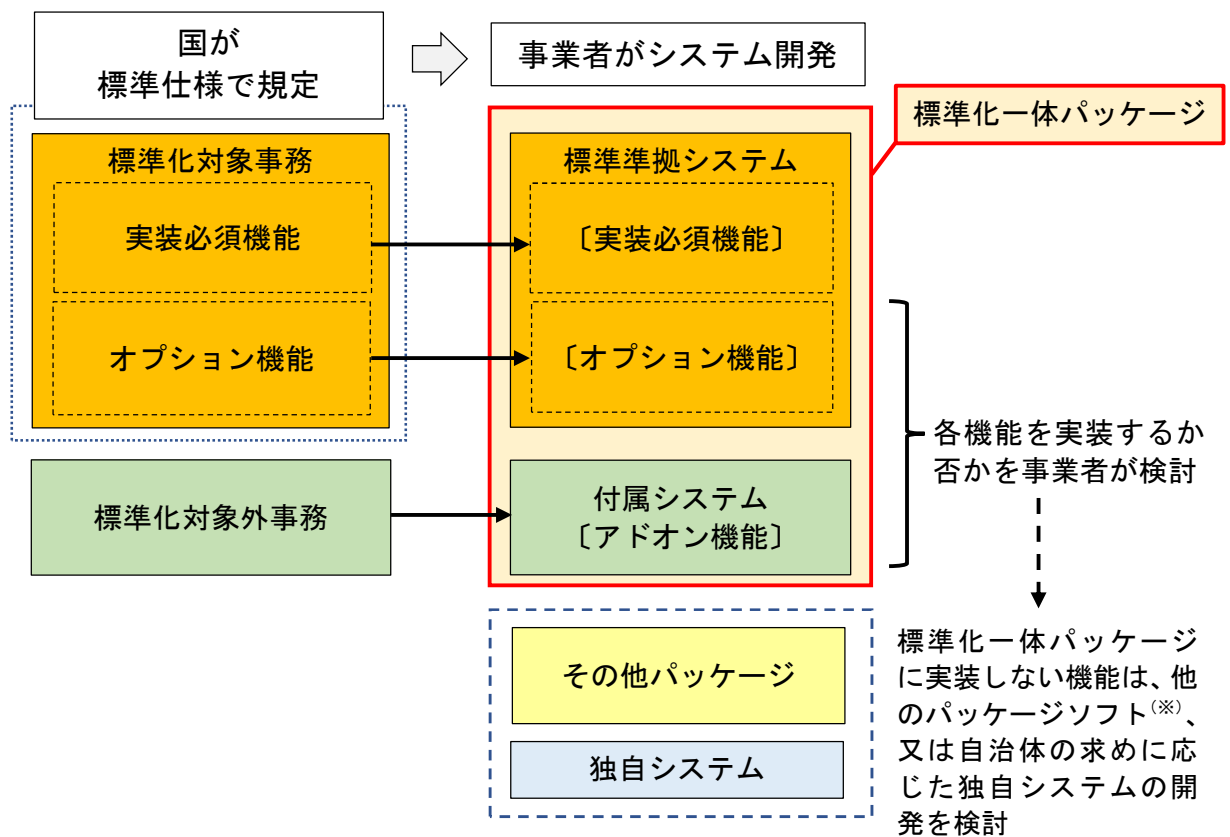 国が
標準仕様で規定
事業者がシステム開発
標準化一体パッケージ
標準化対象事務
実装必須機能
オプション機能
標準準拠システム
〔実装必須機能〕
〔オプション機能〕
標準化対象外事務
付属システム
〔アドオン機能〕
各機能を実装するか
否かを事業者が検討
その他パッケージ
独自システム
標準化一体パッケージ
に実装しない機能は、他
のパッケージソフト(※)、
又は自治体の求めに応
じた独自システムの開
発を検討